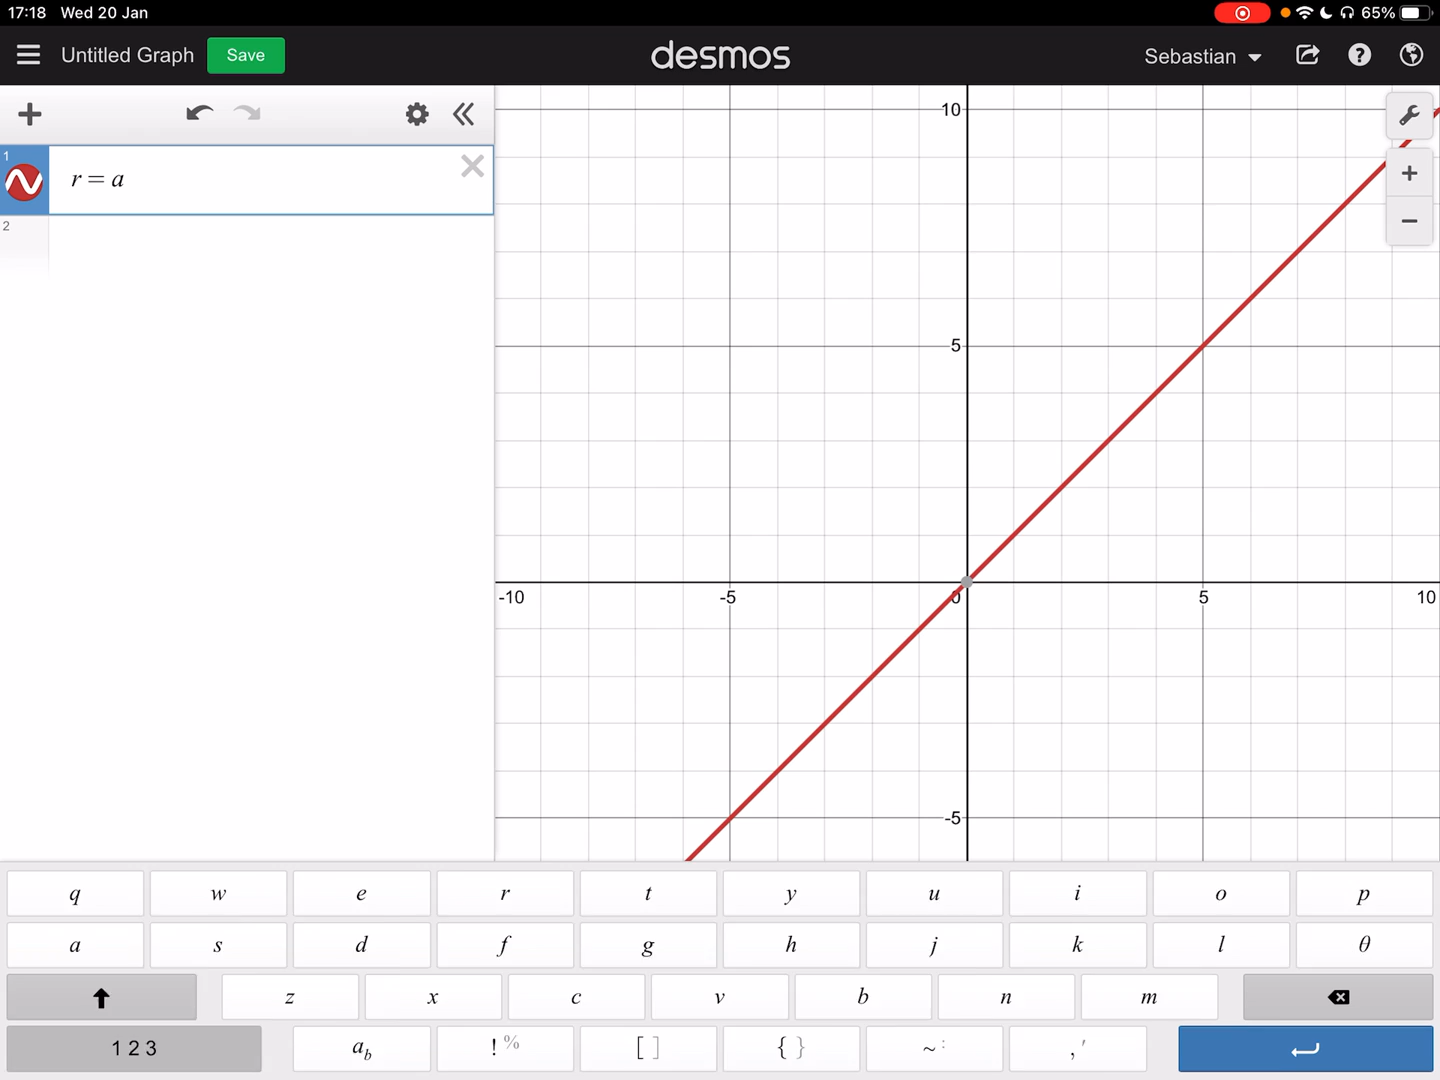 17:18 Wed 20 Jan 65%
Untitled Graph Save desmos Sebastian ?
1
r = a
2
10
5
-10 -5 0 5 10
-5
+
−
q w e r t y u i o p
a s d f g h j k l θ
z x c v b n m
1 2 3 a_b ! % [ ] { } ~ : , '